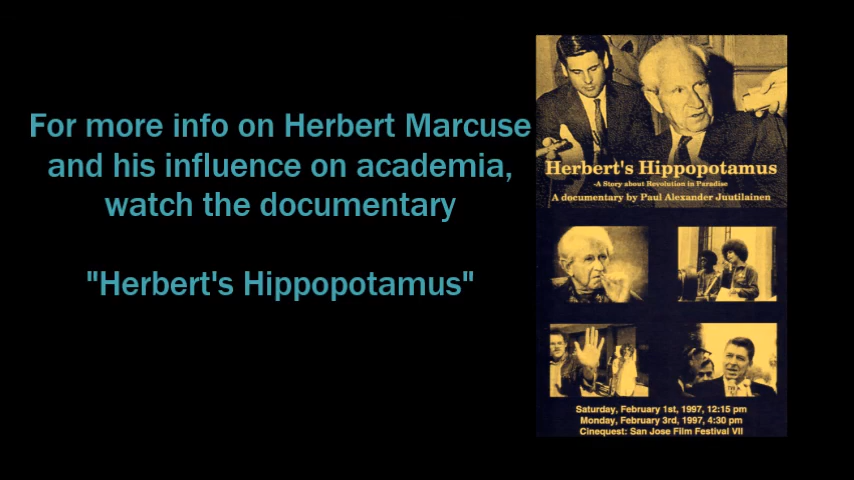 For more info on Herbert Marcuse
and his influence on academia,
watch the documentary
"Herbert's Hippopotamus"
Herbert's Hippopotamus
-A Story about Revolution in Paradise
A documentary by Paul Alexander Juutilainen
Saturday, February 1st, 1997, 12:15 pm
Monday, February 3rd, 1997, 4:30 pm
Cinequest: San Jose Film Festival VII